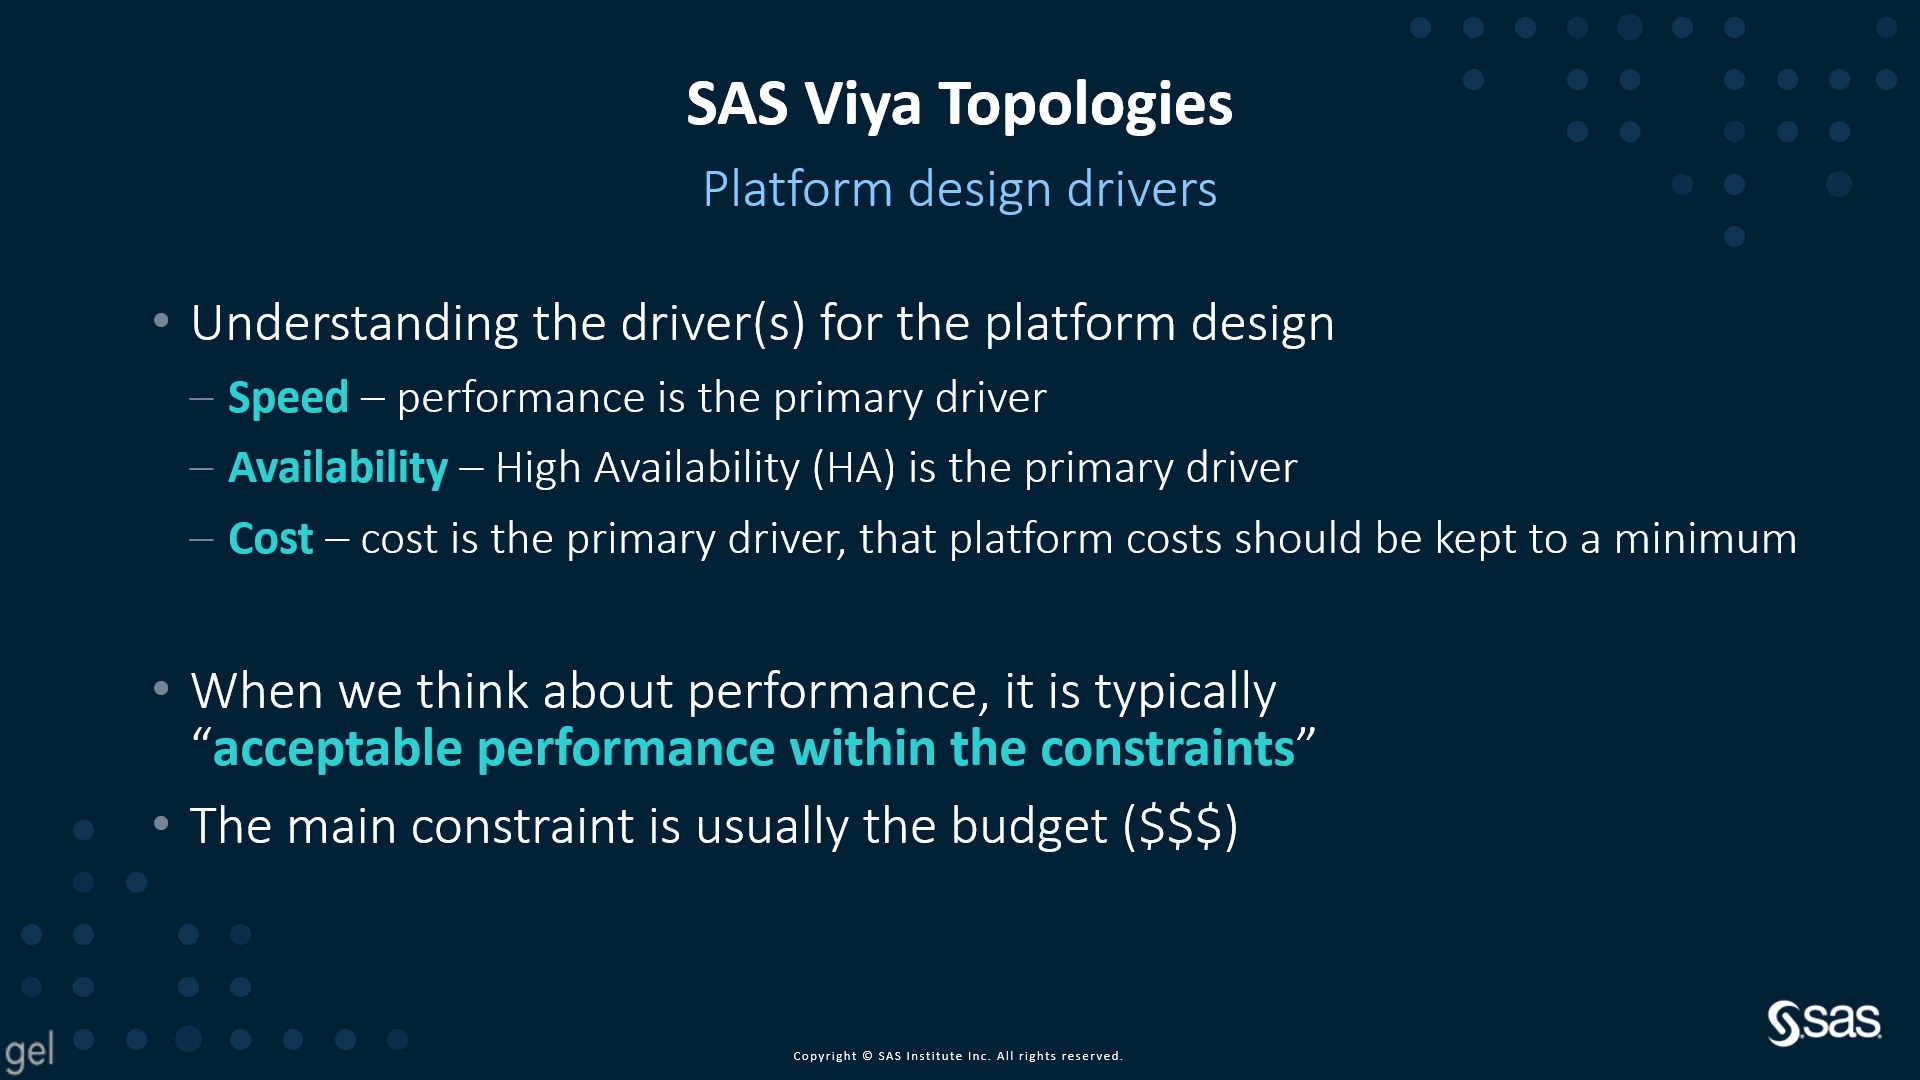 SAS Viya Topologies
Platform design drivers
• Understanding the driver(s) for the platform design
– Speed – performance is the primary driver
– Availability – High Availability (HA) is the primary driver
– Cost – cost is the primary driver, that platform costs should be kept to a minimum
• When we think about performance, it is typically
“acceptable performance within the constraints”
• The main constraint is usually the budget ($$$)
gel
Copyright © SAS Institute Inc. All rights reserved.
sas